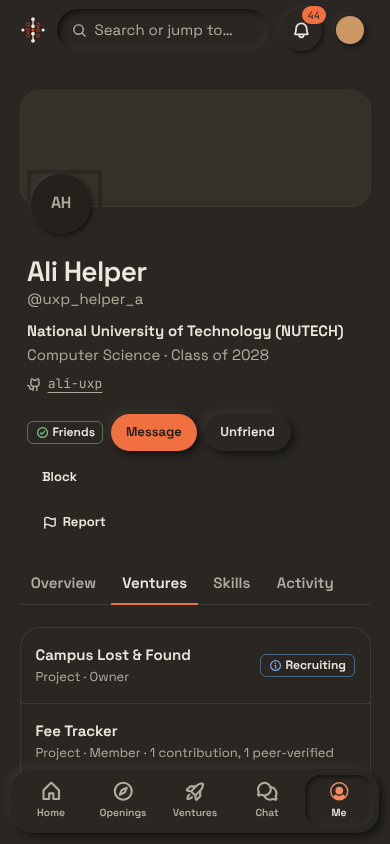 Search or jump to...
44
AH
Ali Helper
@uxp_helper_a
National University of Technology (NUTECH)
Computer Science · Class of 2028
ali-uxp
Friends Message Unfriend
Block
Report
Overview Ventures Skills Activity
Campus Lost & Found
Project · Owner
Recruiting
Fee Tracker
Project · Member · 1 contribution, 1 peer-verified
Home Openings Ventures Chat Me